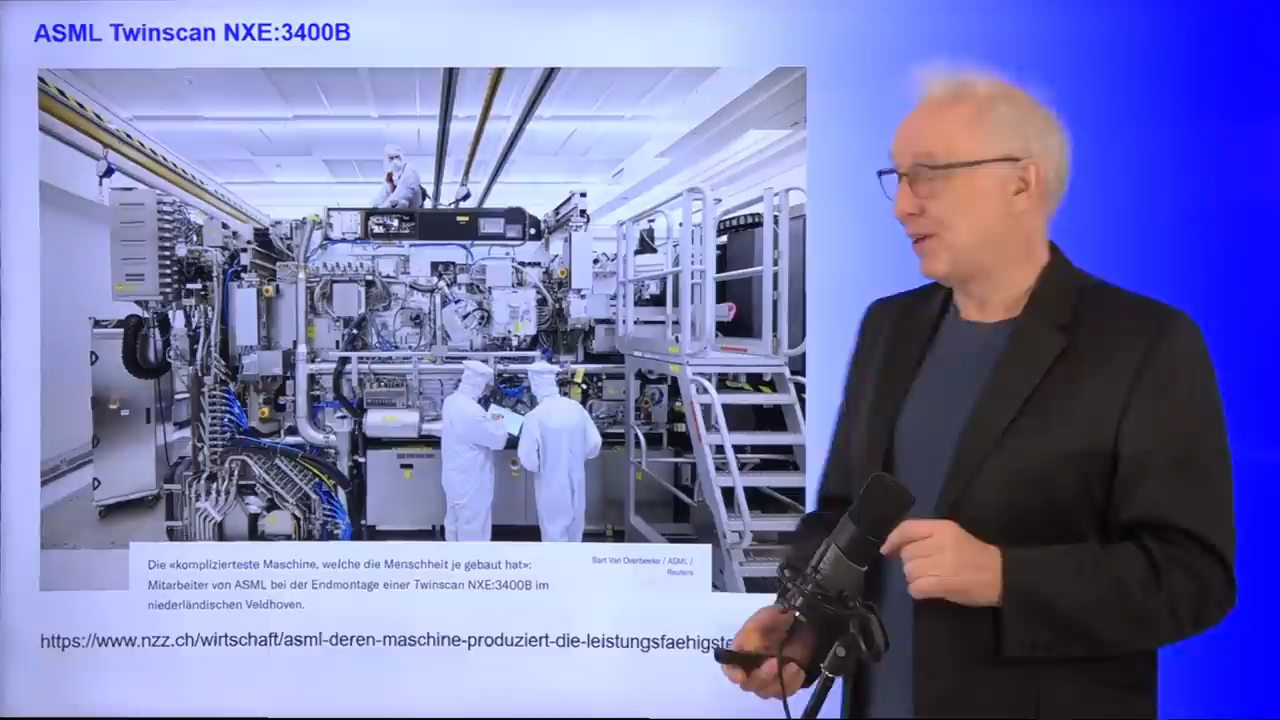 ASML Twinscan NXE:3400B
Die «komplizierteste Maschine, welche die Menschheit je gebaut hat»:
Mitarbeiter von ASML bei der Endmontage einer Twinscan NXE:3400B im
niederländischen Veldhoven.
Bart Van Overbeeke / ASML /
Reuters
https://www.nzz.ch/wirtschaft/asml-deren-maschine-produziert-die-leistungsfaehigste